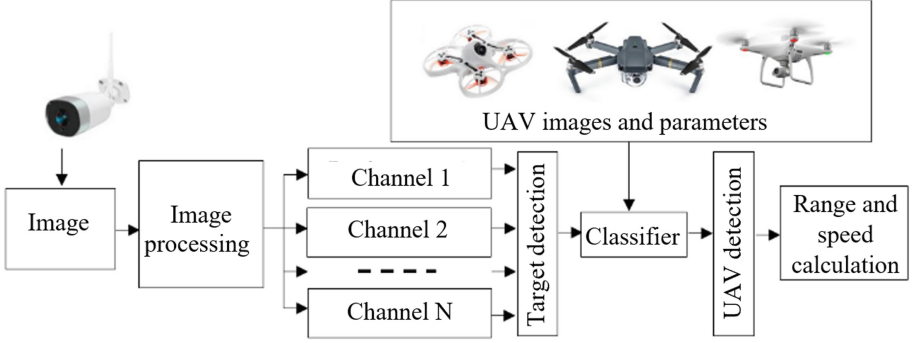 UAV images and parameters
Image
Image
processing
Channel 1
Channel 2
Channel N
Target detection
Classifier
UAV detection
Range and
speed
calculation